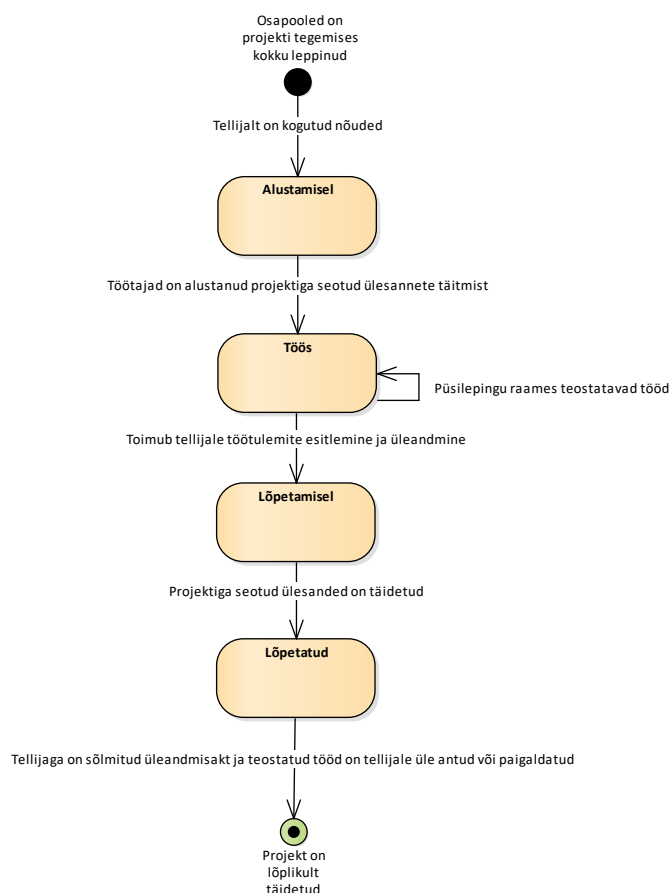 Osapooled on
projekti tegemises
kokku leppinud
Tellijalt on kogutud nõuded
Alustamisel
Töötajad on alustanud projektiga seotud ülesannete täitmist
Töös
Püsilepingu raames teostatavad tööd
Toimub tellijale töötulemite esitlemine ja üleandmine
Lõpetamisel
Projektiga seotud ülesanded on täidetud
Lõpetatud
Tellijaga on sõlmitud üleandmisakt ja teostatud tööd on tellijale üle antud või paigaldatud
Projekt on
lõplikult
täidetud